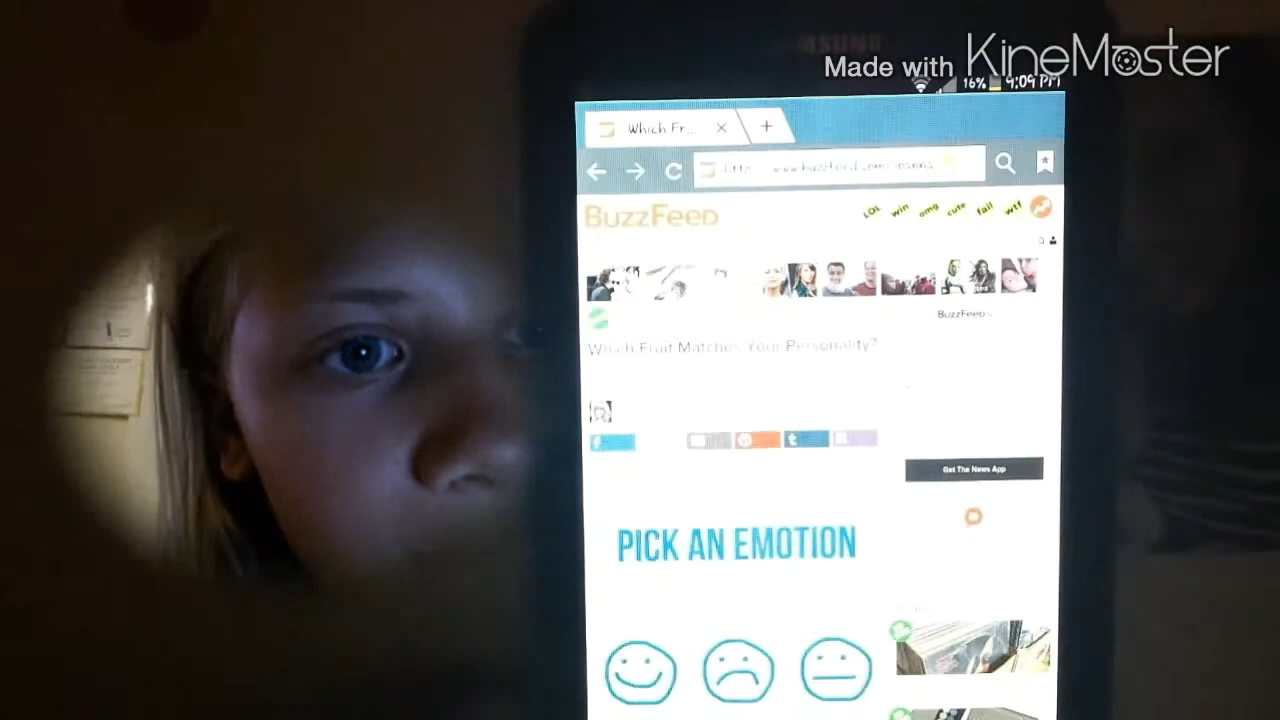 Made with KineMaster
SAMSUNG
16% 9:09 PM
Which Fr...
BuzzFeed
LOL win omg cute fail wtf
BuzzFeed
Which Fruit Matches Your Personality?
Get The News App
PICK AN EMOTION